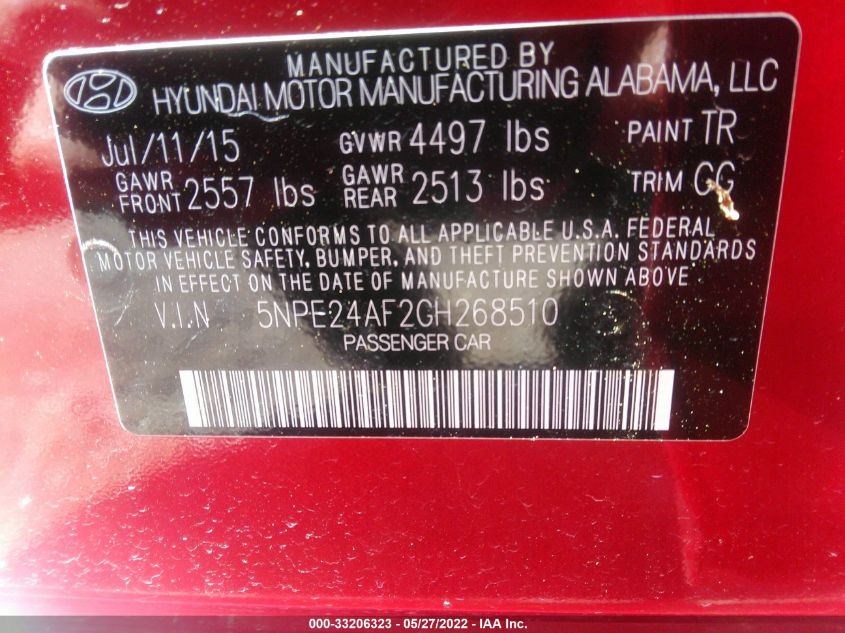 MANUFACTURED BY
HYUNDAI MOTOR MANUFACTURING ALABAMA, LLC
Jul/11/15 GVWR 4497 lbs PAINT TR
GAWR FRONT 2557 lbs GAWR REAR 2513 lbs TRIM GG
THIS VEHICLE CONFORMS TO ALL APPLICABLE U.S.A. FEDERAL
MOTOR VEHICLE SAFETY, BUMPER, AND THEFT PREVENTION STANDARDS
IN EFFECT ON THE DATE OF MANUFACTURE SHOWN ABOVE
V.I.N 5NPE24AF2GH268510
PASSENGER CAR
000-33206323 - 05/27/2022 - IAA Inc.